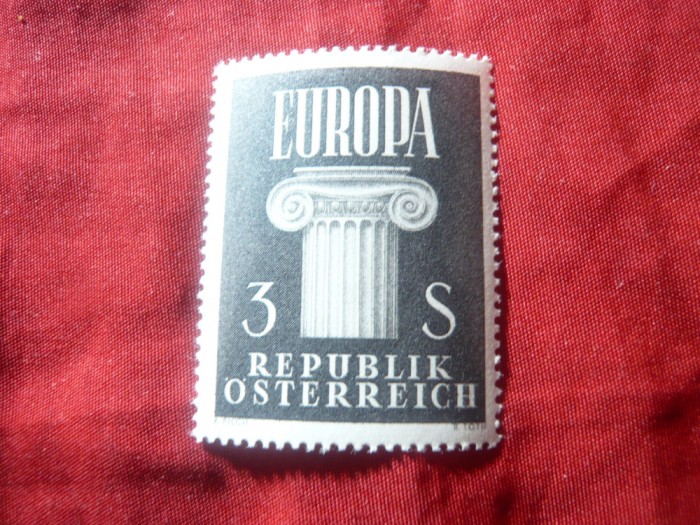 EUROPA
3 S
REPUBLIK
ÖSTERREICH